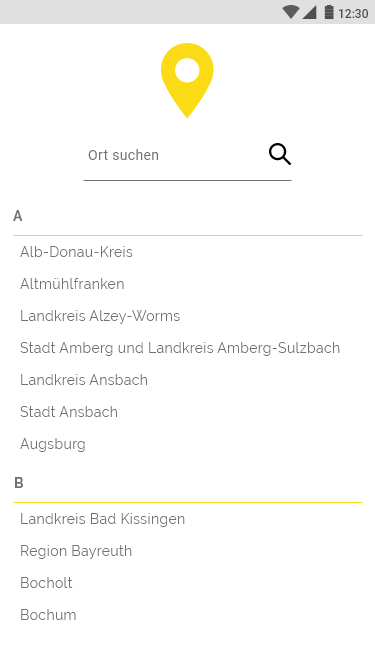 12:30
Ort suchen
A
Alb-Donau-Kreis
Altmühlfranken
Landkreis Alzey-Worms
Stadt Amberg und Landkreis Amberg-Sulzbach
Landkreis Ansbach
Stadt Ansbach
Augsburg
B
Landkreis Bad Kissingen
Region Bayreuth
Bocholt
Bochum